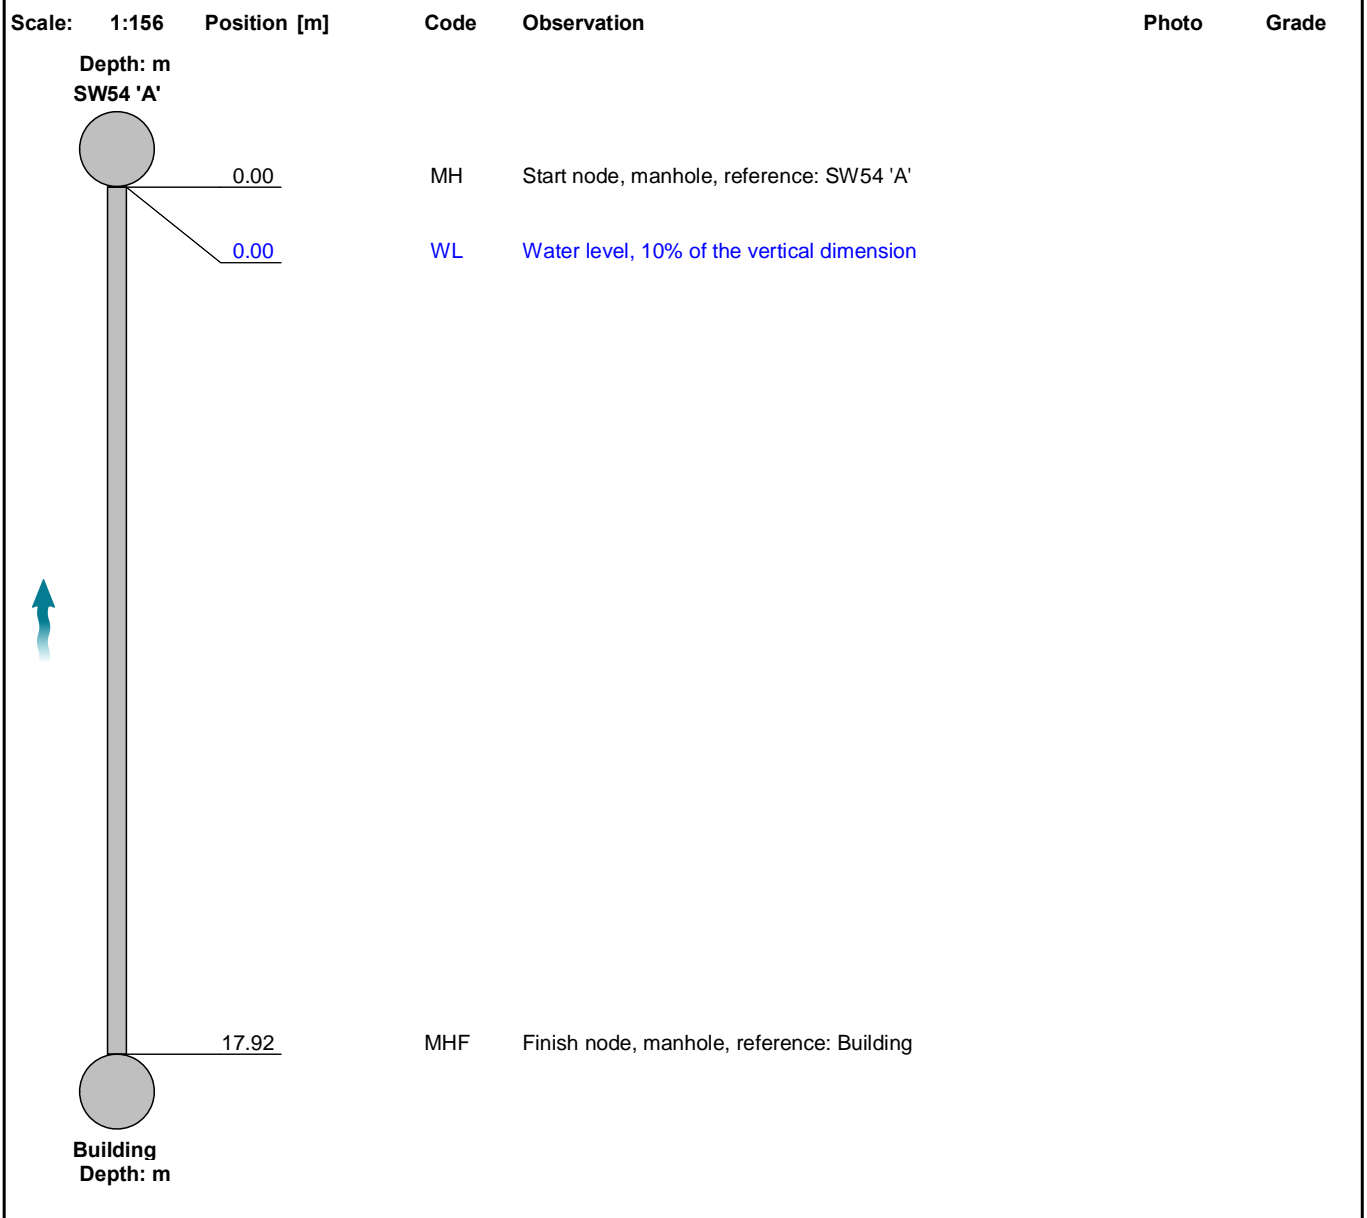 Scale: 1:156 Position [m] Code Observation Photo Grade
Depth: m
SW54 'A'
0.00 MH Start node, manhole, reference: SW54 'A'
0.00 WL Water level, 10% of the vertical dimension
17.92 MHF Finish node, manhole, reference: Building
Building
Depth: m